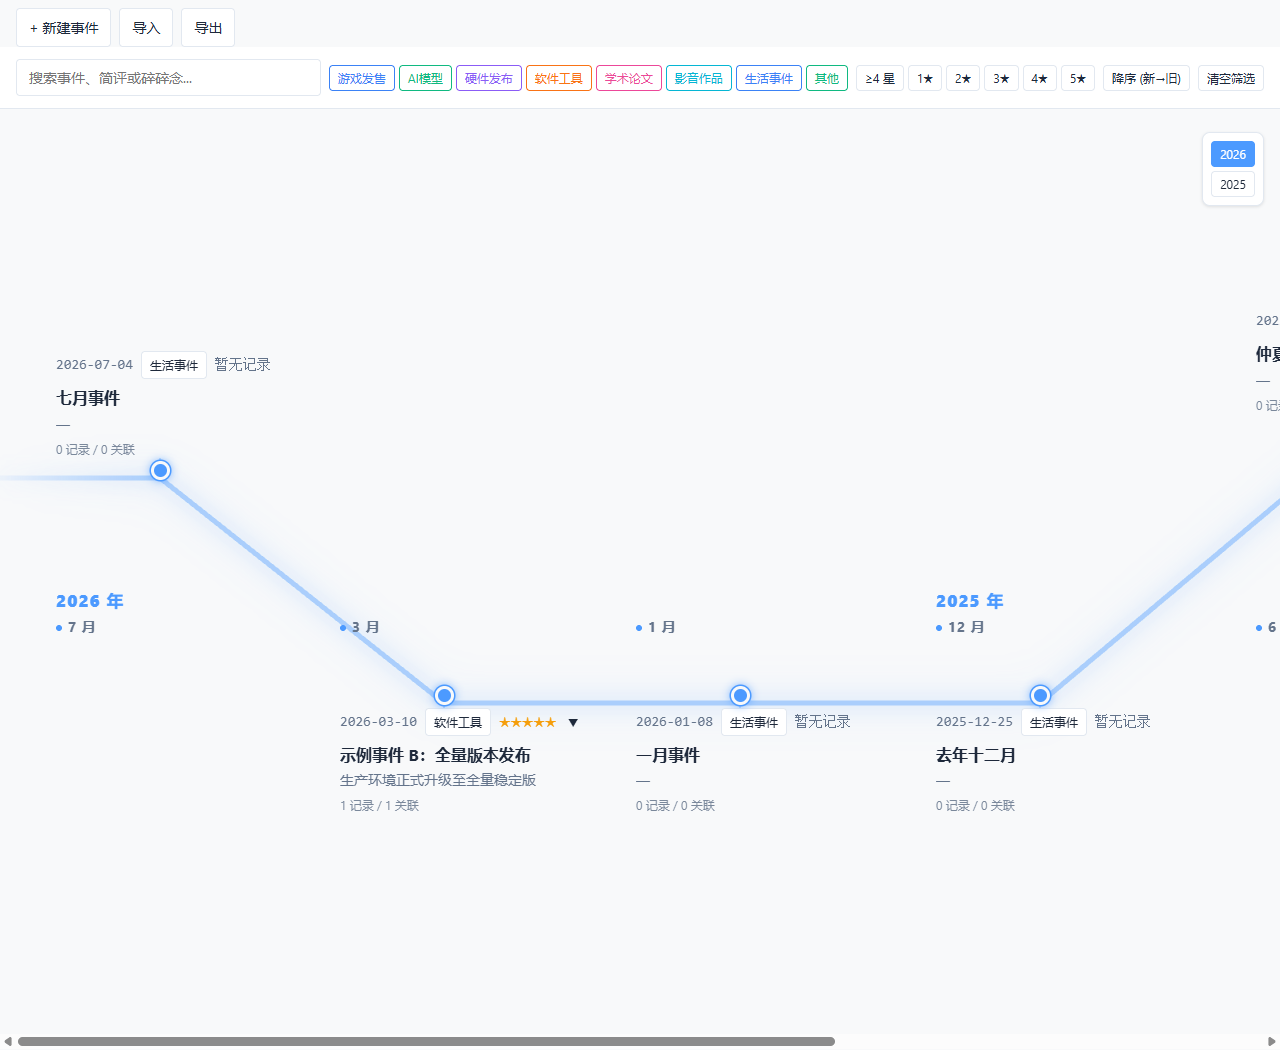 + 新建事件 导入 导出
搜索事件、简评或碎碎念... 游戏发售 AI模型 硬件发布 软件工具 学术论文 影音作品 生活事件 其他 ≥4 星 1★ 2★ 3★ 4★ 5★ 降序 (新→旧) 清空筛选
2026
2025
2026-07-04 生活事件 暂无记录
七月事件
—
0 记录 / 0 关联
2026 年
7 月
3 月
2026-03-10 软件工具 ★★★★★ ▼
示例事件 B：全量版本发布
生产环境正式升级至全量稳定版
1 记录 / 1 关联
1 月
2026-01-08 生活事件 暂无记录
一月事件
—
0 记录 / 0 关联
2025 年
12 月
2025-12-25 生活事件 暂无记录
去年十二月
—
0 记录 / 0 关联
202
仲夏
—
0 记
6